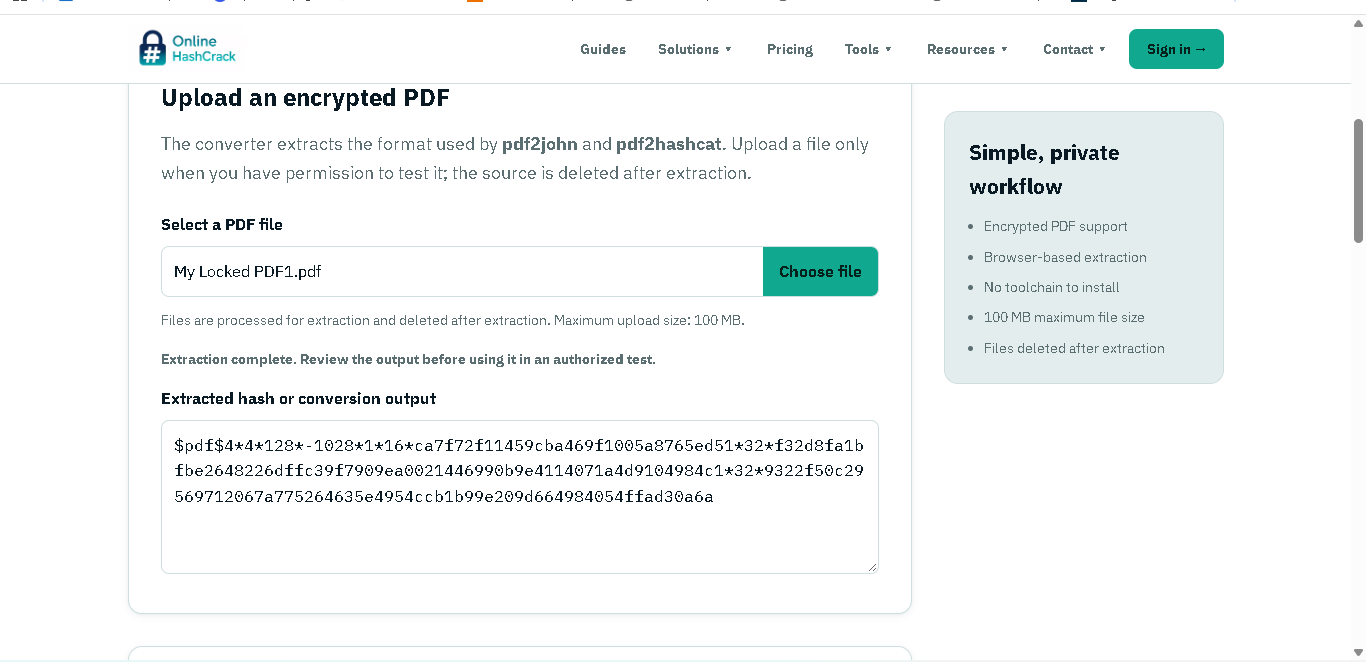 Online
HashCrack
Guides
Solutions ▼
Pricing
Tools ▼
Resources ▼
Contact ▼
Sign in →
Upload an encrypted PDF
The converter extracts the format used by pdf2john and pdf2hashcat. Upload a file only
when you have permission to test it; the source is deleted after extraction.
Select a PDF file
My Locked PDF1.pdf
Choose file
Files are processed for extraction and deleted after extraction. Maximum upload size: 100 MB.
Extraction complete. Review the output before using it in an authorized test.
Extracted hash or conversion output
$pdf$4*4*128*-1028*1*16*ca7f72f11459cba469f1005a8765ed51*32*f32d8fa1b
fbe2648226dffc39f7909ea0021446990b9e4114071a4d9104984c1*32*9322f50c29
569712067a775264635e4954ccb1b99e209d664984054ffad30a6a
Simple, private
workflow
Encrypted PDF support
Browser-based extraction
No toolchain to install
100 MB maximum file size
Files deleted after extraction